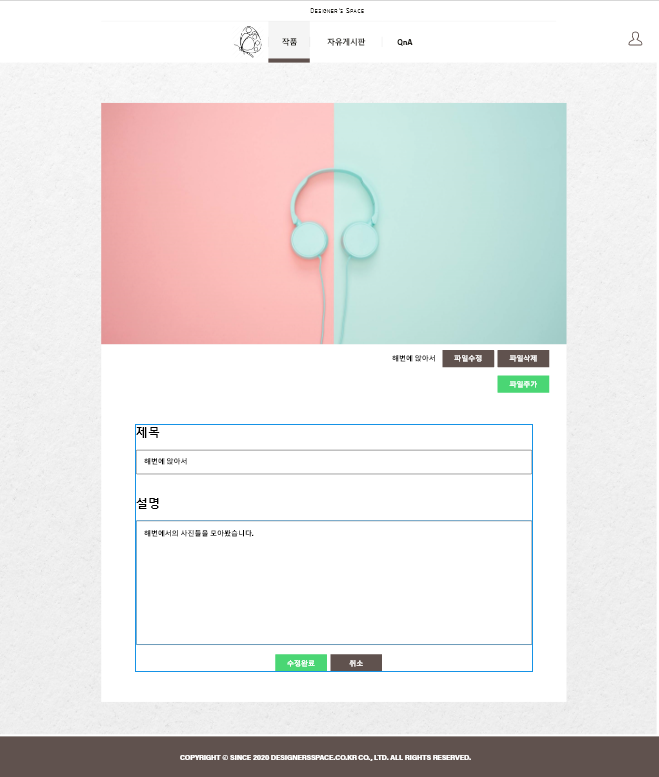 Designer's Space
작품 자유게시판 QnA
해변에 앉아서 파일수정 파일삭제
파일추가
제목
해변에 앉아서
설명
해변에서의 사진들을 모아봤습니다.
수정완료 취소
COPYRIGHT © SINCE 2020 DESIGNERSSPACE.CO.KR CO., LTD. ALL RIGHTS RESERVED.